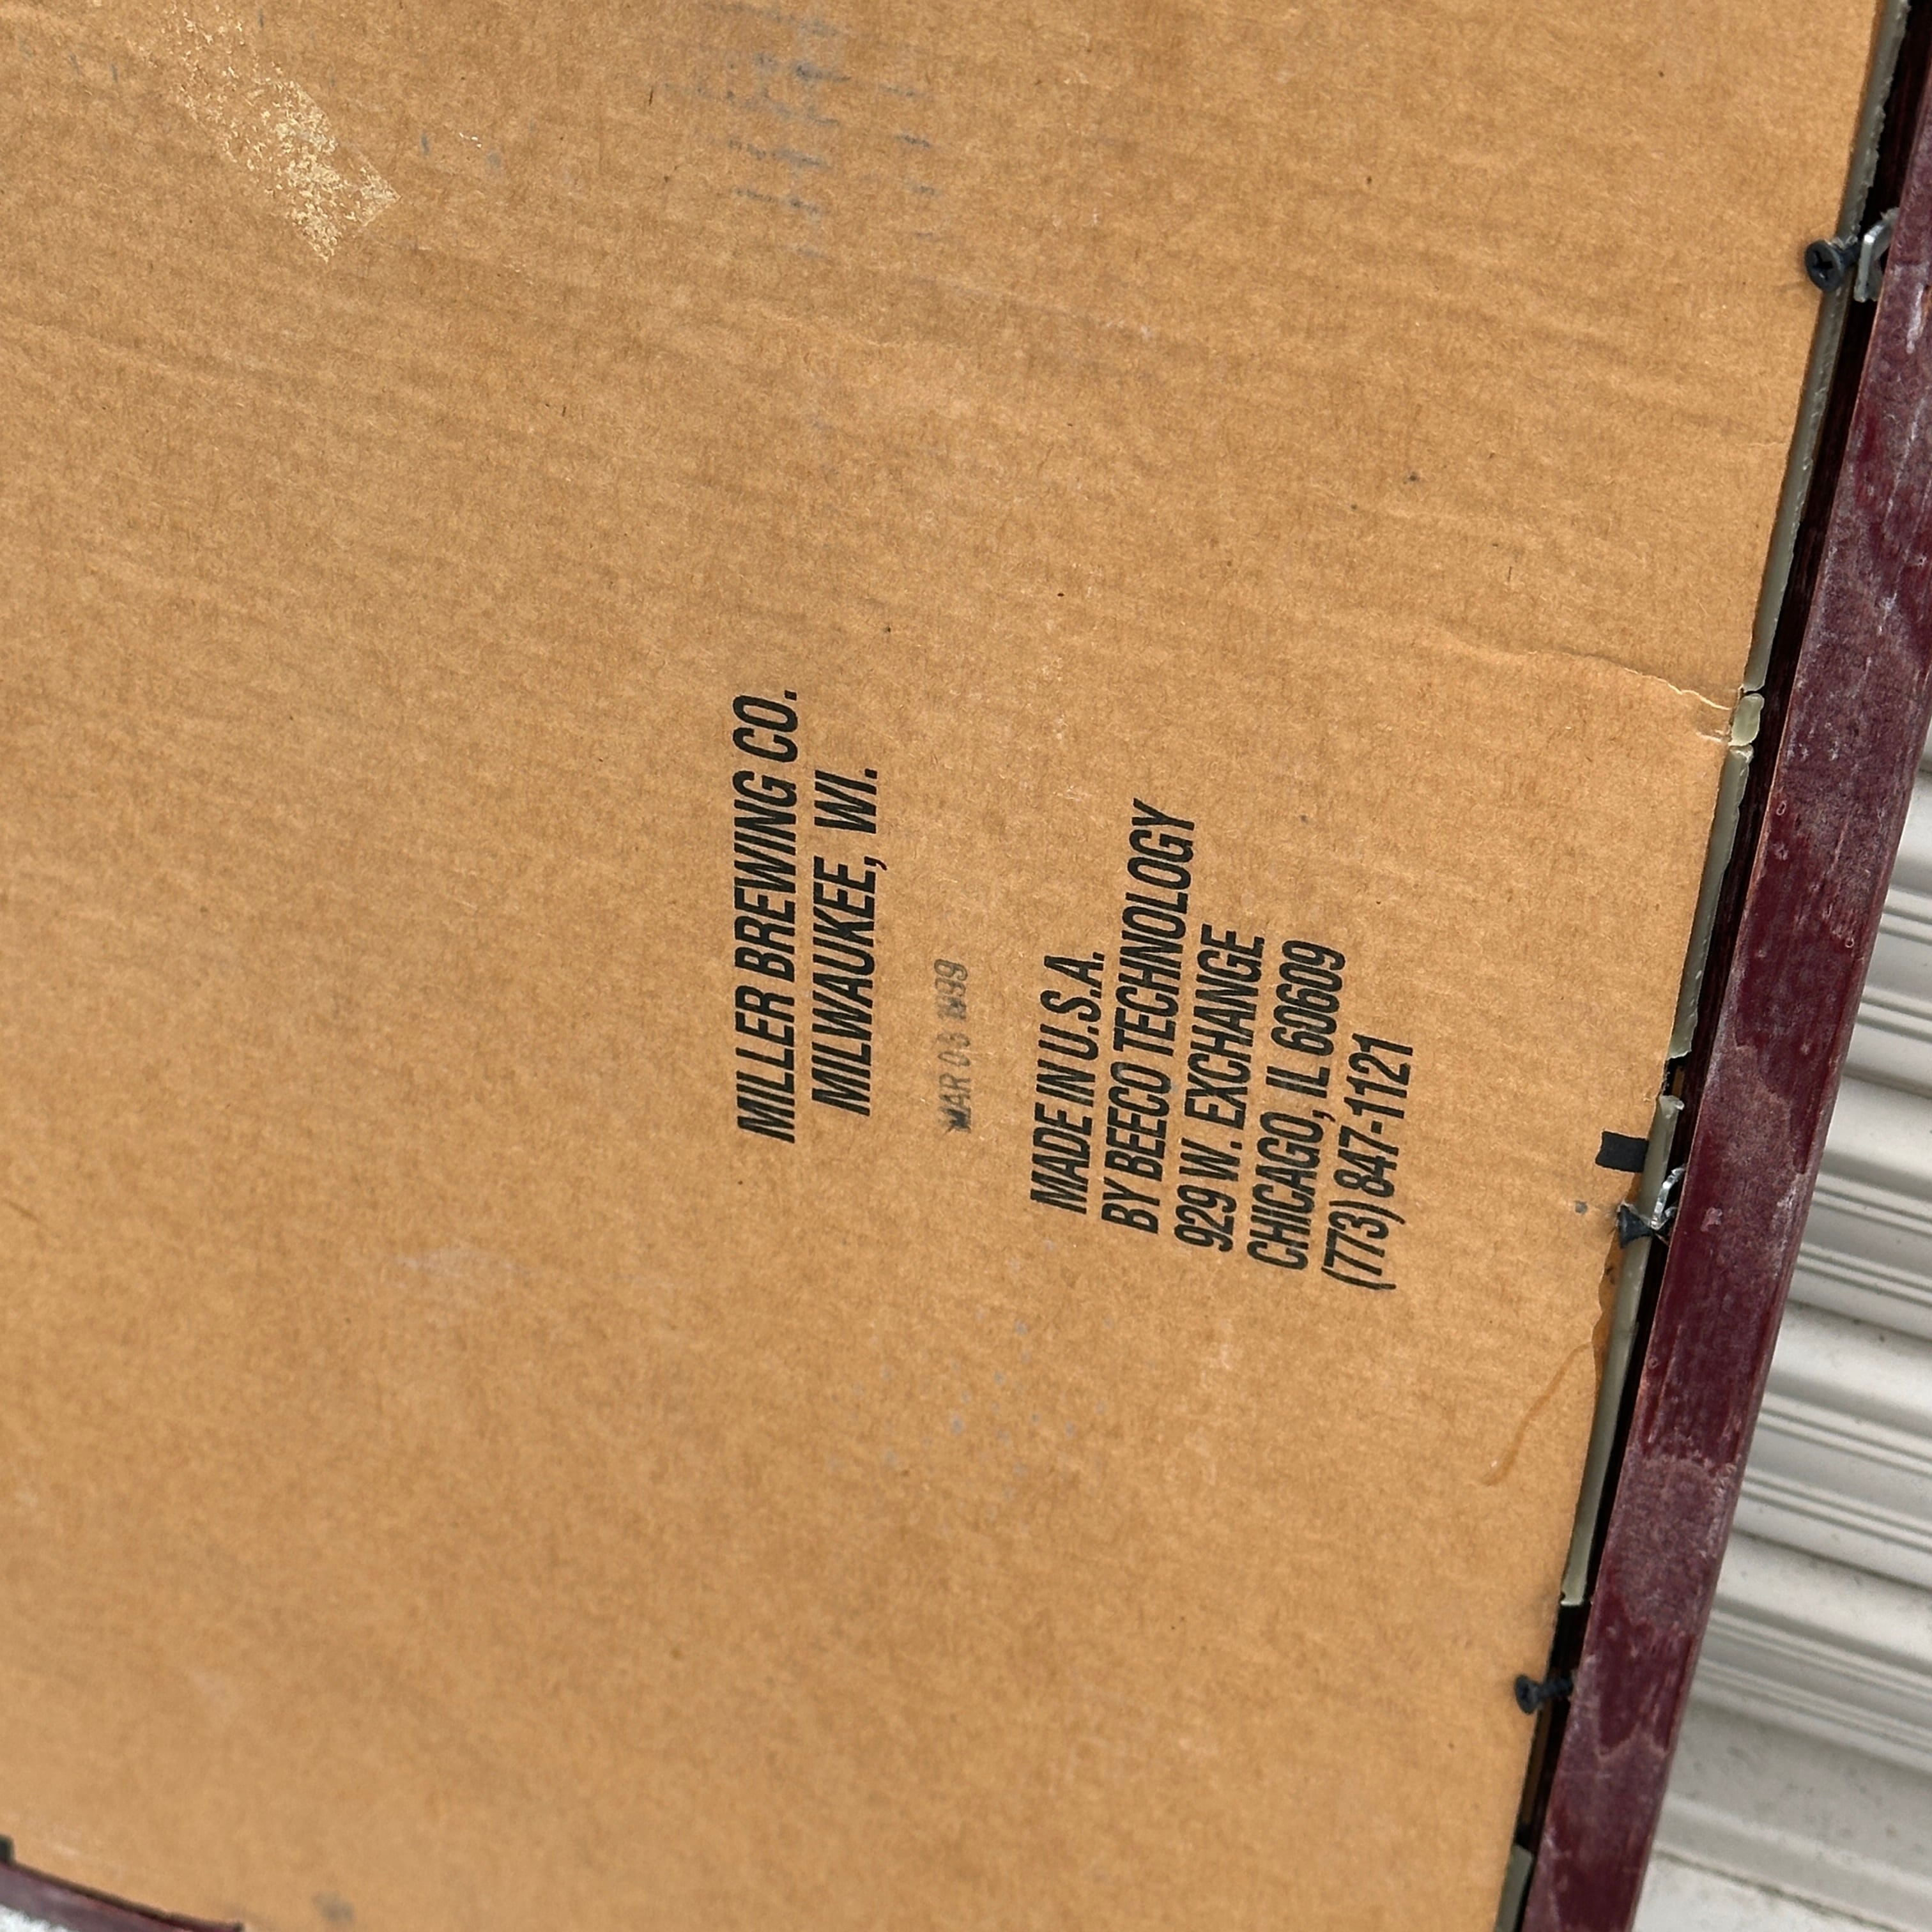 MILLER BREWING CO.
MILWAUKEE, WI.
MAR 03 1999
MADE IN U.S.A.
BY BEECO TECHNOLOGY
929 W. EXCHANGE
CHICAGO, IL 60609
(773) 847-1121